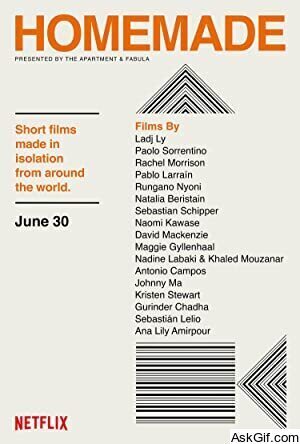 HOMEMADE
PRESENTED BY THE APARTMENT & FABULA
Short films
made in
isolation
from around
the world.
June 30
Films By
Ladj Ly
Paolo Sorrentino
Rachel Morrison
Pablo Larraín
Rungano Nyoni
Natalia Beristain
Sebastian Schipper
Naomi Kawase
David Mackenzie
Maggie Gyllenhaal
Nadine Labaki & Khaled Mouzanar
Antonio Campos
Johnny Ma
Kristen Stewart
Gurinder Chadha
Sebastián Lelio
Ana Lily Amirpour
NETFLIX
AskGif.com